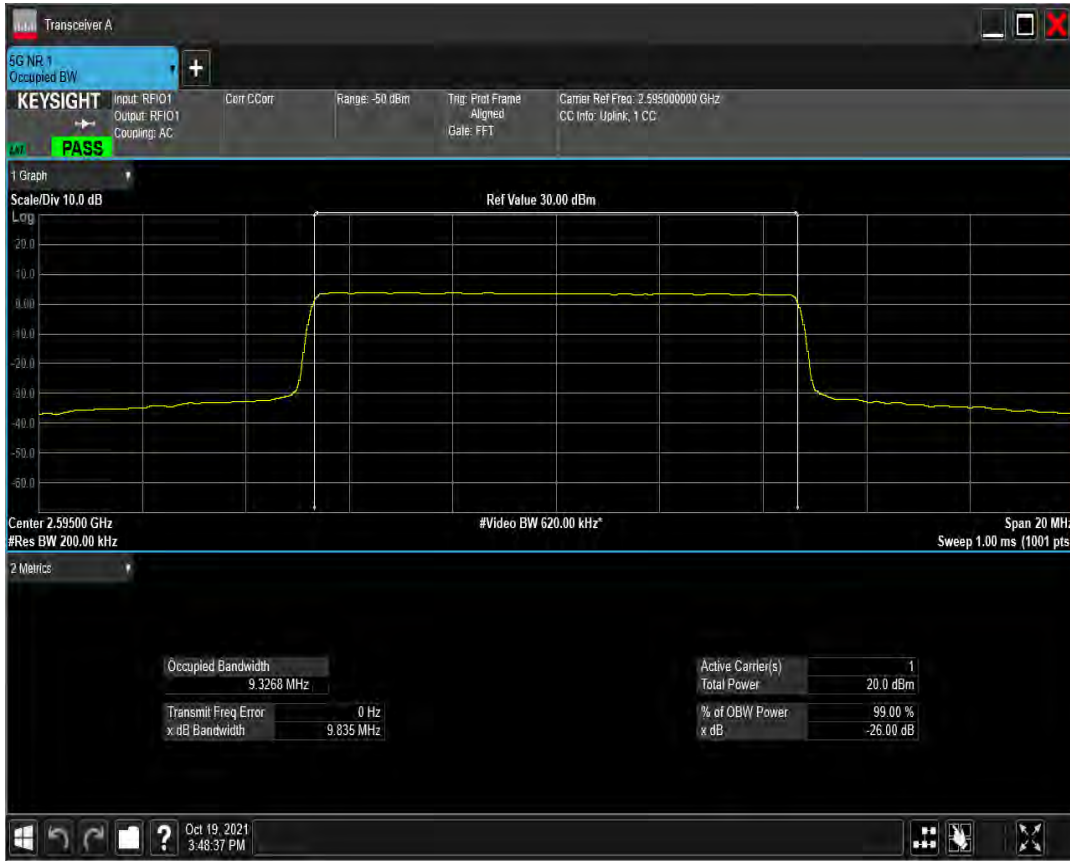 Transceiver A
5G NR 1
Occupied BW
+
KEYSIGHT
Input: RFIO1
Output: RFIO1
Coupling: AC
Corr CCorr
Range: -50 dBm
Trig: Prot Frame
Aligned
Gate: FFT
Carrier Ref Freq: 2.595000000 GHz
CC Info: Uplink, 1 CC
PASS
1 Graph
Scale/Div 10.0 dB
Ref Value 30.00 dBm
Log
20.0
10.0
0.00
-10.0
-20.0
-30.0
-40.0
-50.0
-60.0
Center 2.59500 GHz
#Video BW 620.00 kHz*
Span 20 MHz
#Res BW 200.00 kHz
Sweep 1.00 ms (1001 pts
2 Metrics
Occupied Bandwidth
9.3268 MHz
Transmit Freq Error 0 Hz
x dB Bandwidth 9.835 MHz
Active Carrier(s) 1
Total Power 20.0 dBm
% of OBW Power 99.00 %
x dB -26.00 dB
?
Oct 19, 2021
3:48:37 PM